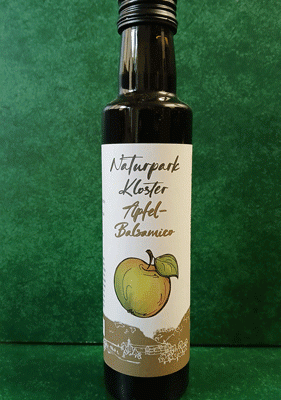 Naturpark
Kloster
Apfel-
Balsamico